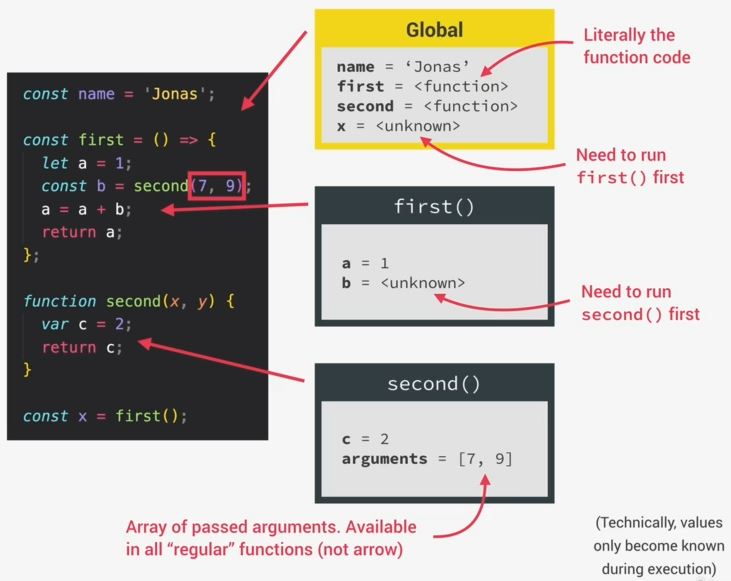 const name = 'Jonas';
const first = () => {
let a = 1;
const b = second(7, 9);
a = a + b;
return a;
};
function second(x, y) {
var c = 2;
return c;
}
const x = first();
Global
name = ‘Jonas’
first = <function>
second = <function>
x = <unknown>
Literally the
function code
Need to run
first() first
first()
a = 1
b = <unknown>
Need to run
second() first
second()
c = 2
arguments = [7, 9]
Array of passed arguments. Available
in all “regular” functions (not arrow)
(Technically, values
only become known
during execution)